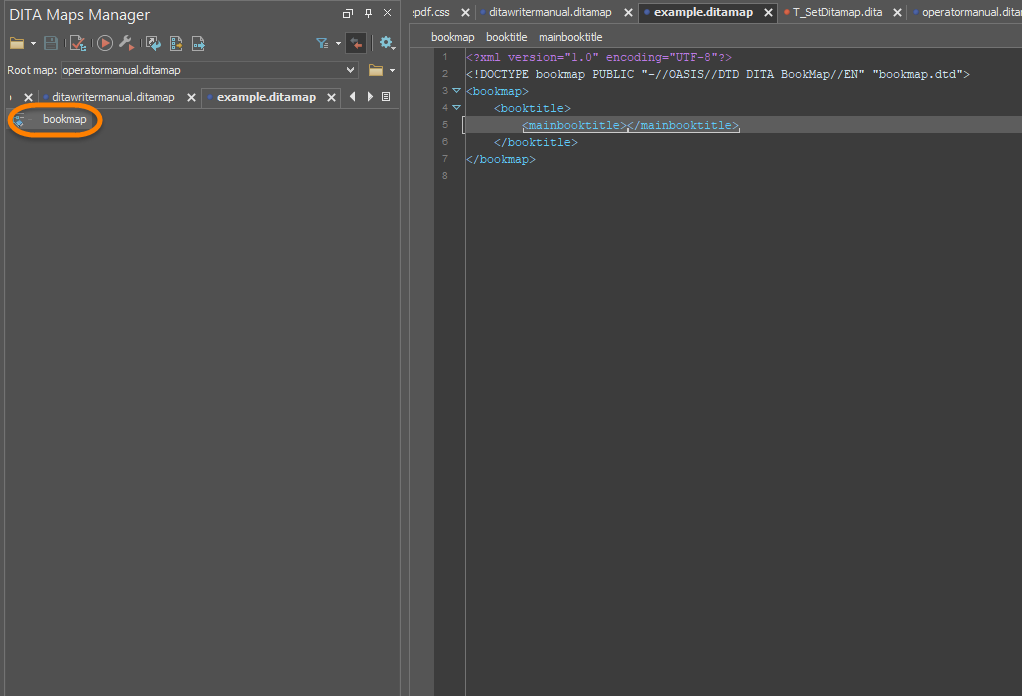 DITA Maps Manager
Root map: operatormanual.ditamap
ditawritermanual.ditamap example.ditamap
bookmap
pdf.css ditawritermanual.ditamap example.ditamap T_SetDitamap.dita operatormanual.ditam
bookmap booktitle mainbooktitle
1 <?xml version="1.0" encoding="UTF-8"?>
2 <!DOCTYPE bookmap PUBLIC "-//OASIS//DTD DITA BookMap//EN" "bookmap.dtd">
3 <bookmap>
4 <booktitle>
5 <mainbooktitle></mainbooktitle>
6 </booktitle>
7 </bookmap>
8